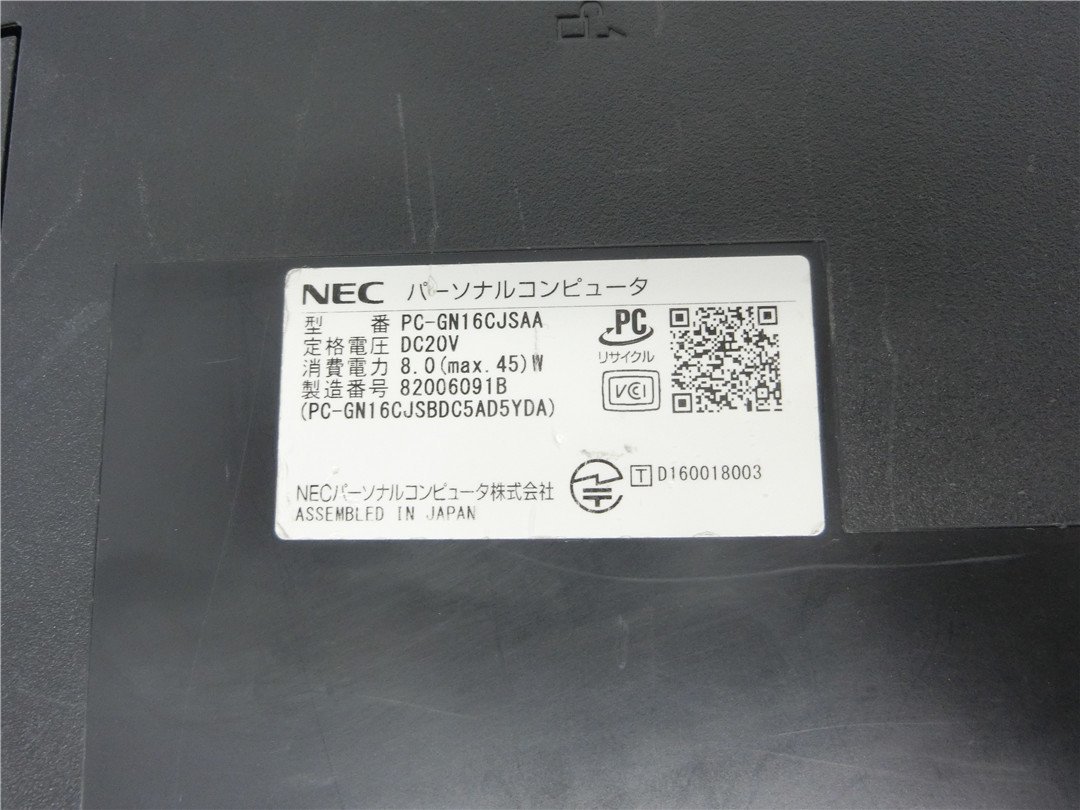 NEC パーソナルコンピュータ
型 番 PC-GN16CJSAA
定格電圧 DC20V
消費電力 8.0(max.45)W
製造番号 82006091B
(PC-GN16CJSBDC5AD5YDA)
PC
リサイクル
VCCI
NECパーソナルコンピュータ株式会社
ASSEMBLED IN JAPAN
T D160018003